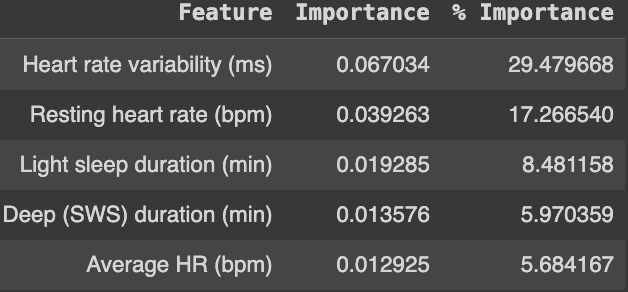 Feature Importance % Importance
Heart rate variability (ms) 0.067034 29.479668
Resting heart rate (bpm) 0.039263 17.266540
Light sleep duration (min) 0.019285 8.481158
Deep (SWS) duration (min) 0.013576 5.970359
Average HR (bpm) 0.012925 5.684167